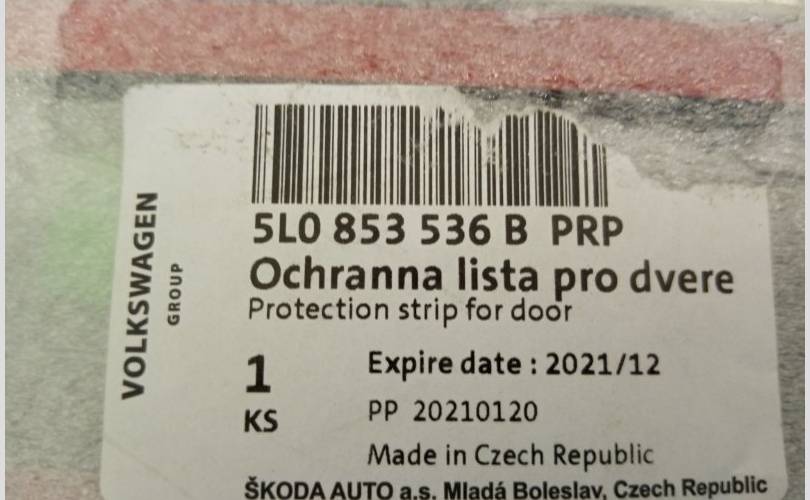 5L0 853 536 B PRP
Ochranna lista pro dvere
Protection strip for door
VOLKSWAGEN
GROUP
1
KS
Expire date : 2021/12
PP 20210120
Made in Czech Republic
ŠKODA AUTO a.s. Mladá Boleslav, Czech Republic